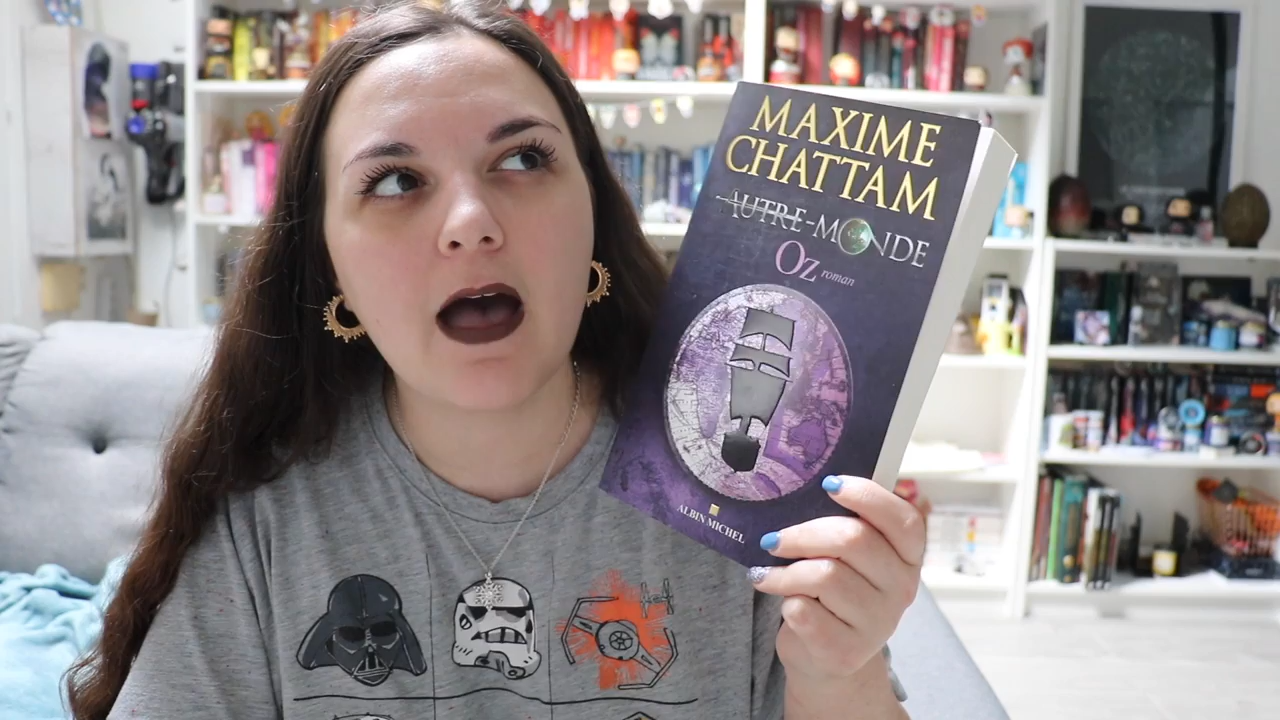 MAXIME
CHATTAM
AUTRE-MONDE
Oz roman
ALBIN MICHEL